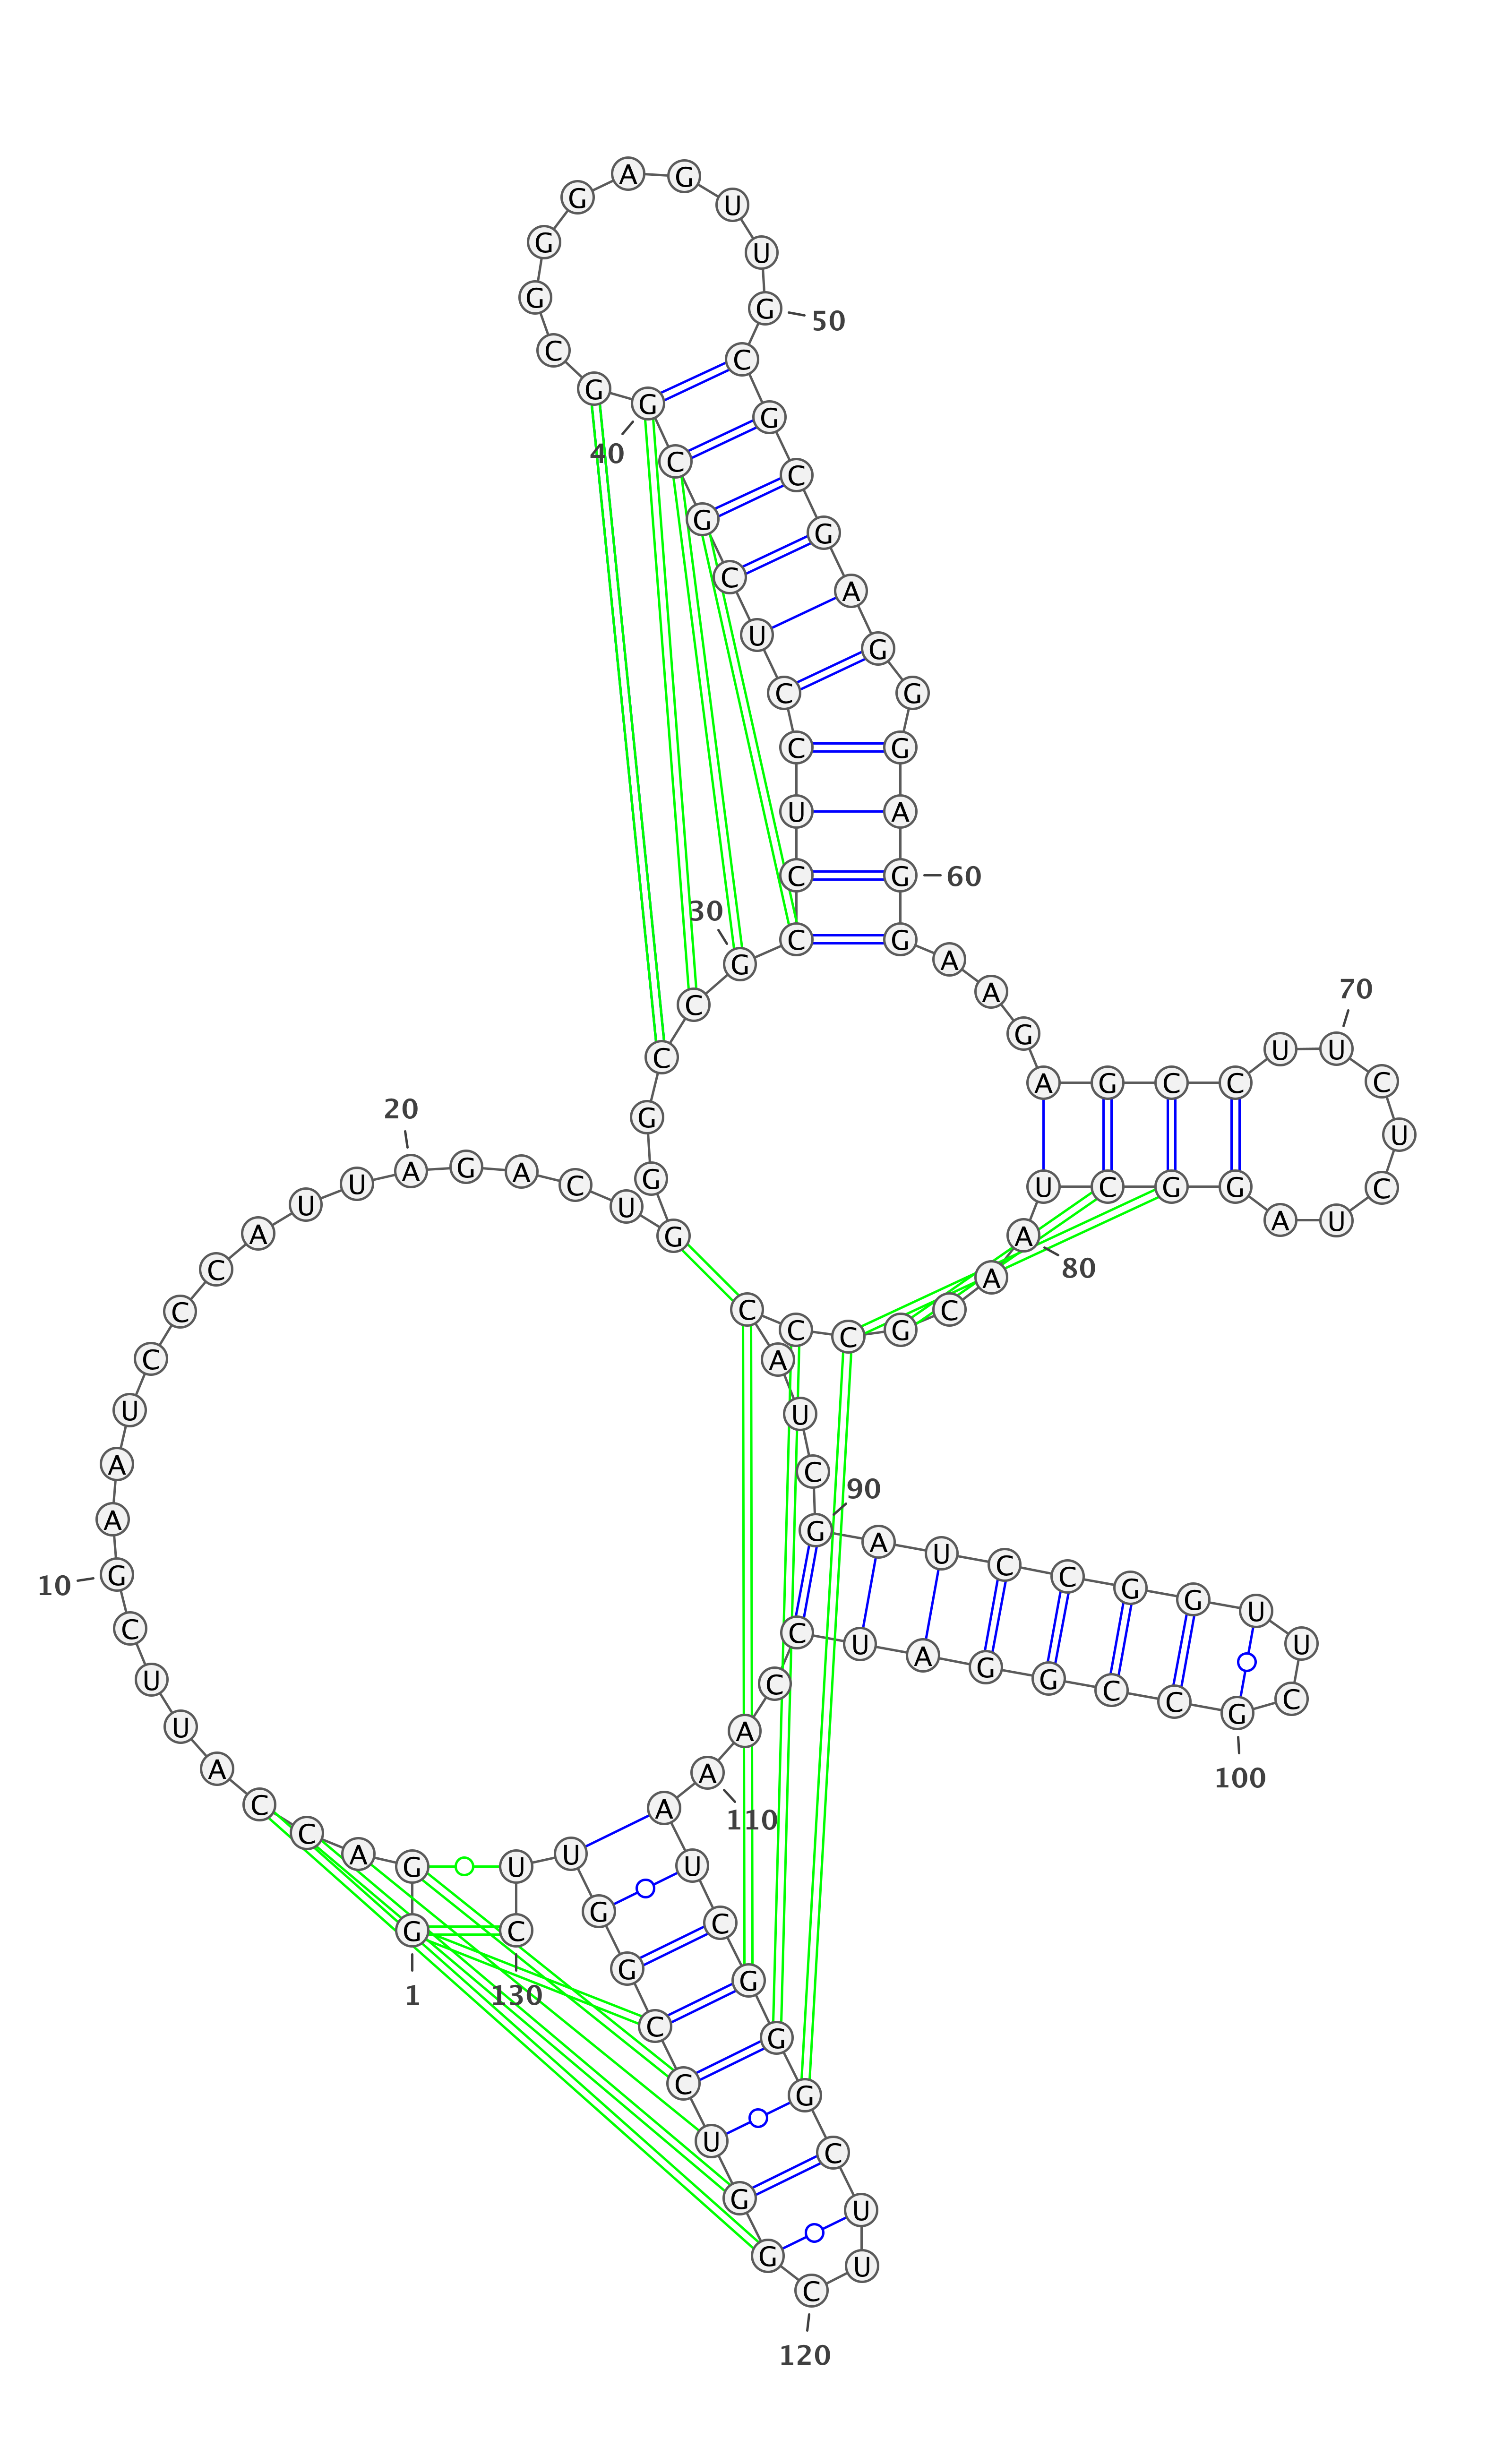 G
1
G A C C A U U C G
10
A A U C C C A U U A
20
G A C U G G G C C G
30
C C U C C U C G C G
40
G C G G G A G U U G
50
C G C G A G G G A G
60
G A A G A G C C U U
70
C U C U A G G C U A
80
A C G C C C A U C G
90
A U C C G G U U C G
100
C C G G A U C C A A
110
A U C G G G C U U C
120
G G U C C G G U U C
130